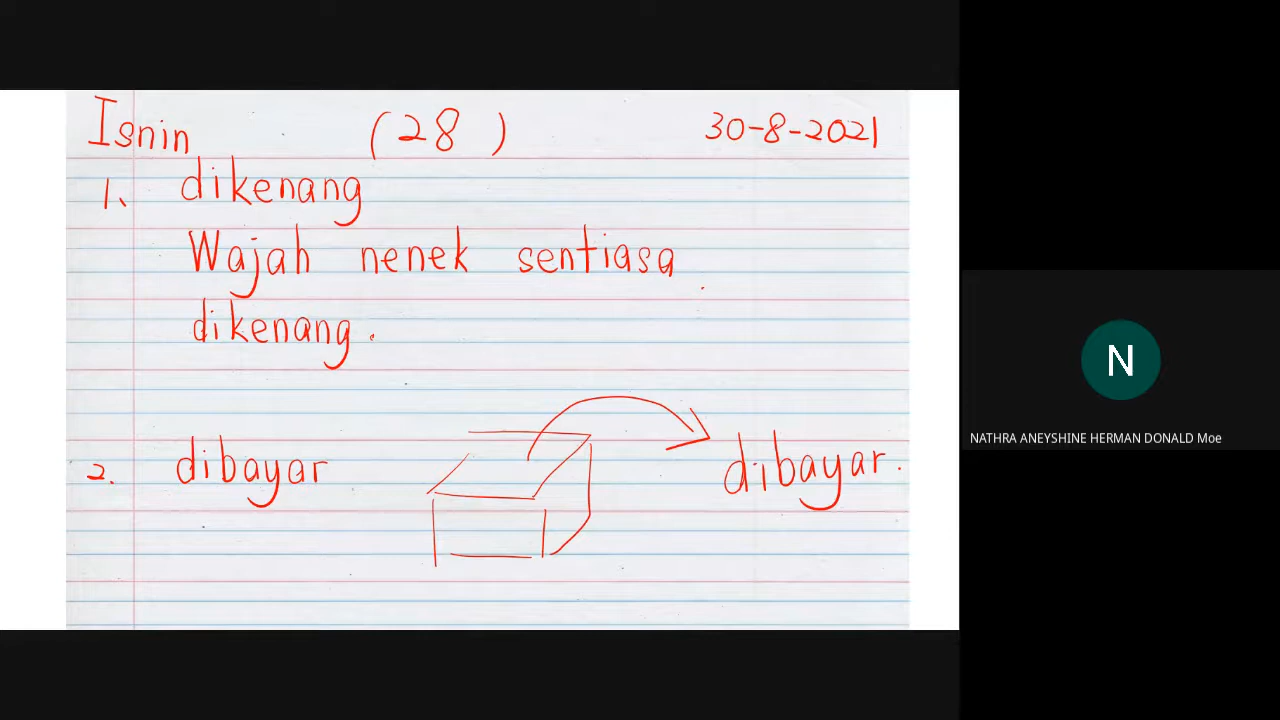 Isnin (28) 30-8-2021
1. dikenang
Wajah nenek sentiasa
dikenang.
2. dibayar dibayar.
N
NATHRA ANEYSHINE HERMAN DONALD Moe